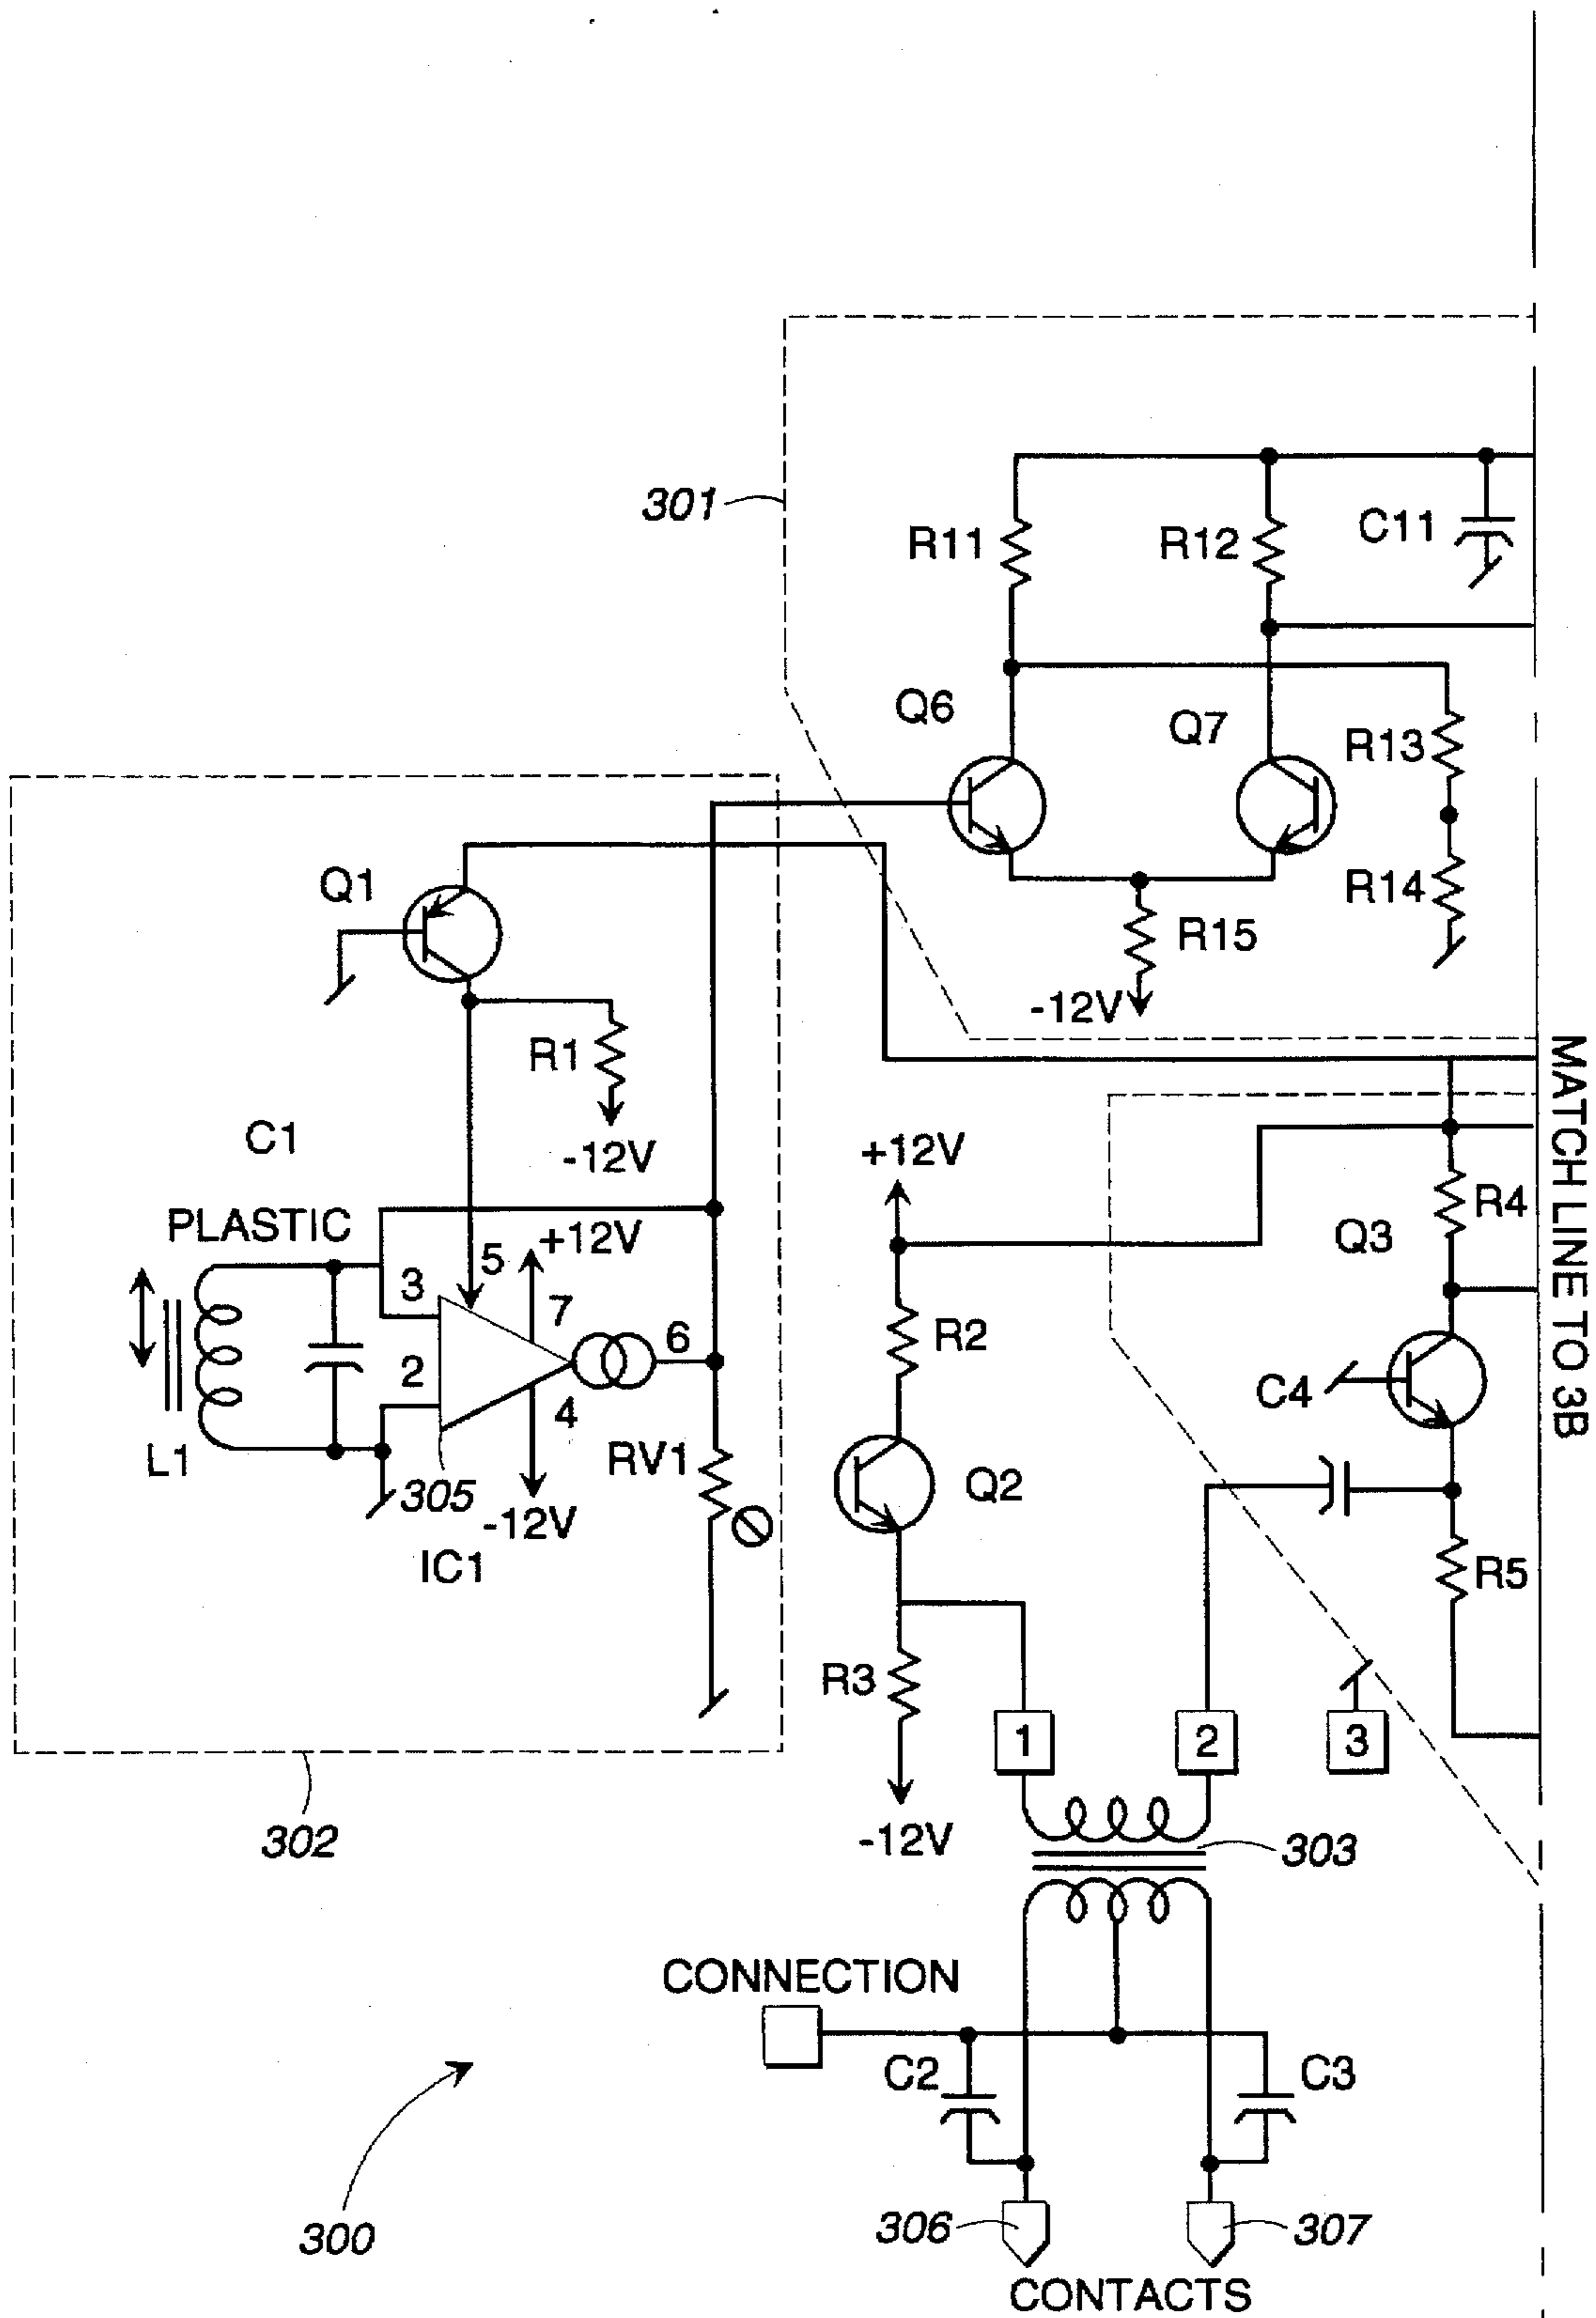 301
R11
R12
C11
Q6
Q7
R13
Q1
R14
R15
-12V
R1
-12V
C1
+12V
MATCH LINE TO 3B
PLASTIC
R4
5
+12V
Q3
3
7
6
R2
2
C4
4
L1
RV1
305
Q2
-12V
IC1
R5
R3
1
2
3
302
-12V
303
CONNECTION
C2
C3
300
306
307
CONTACTS